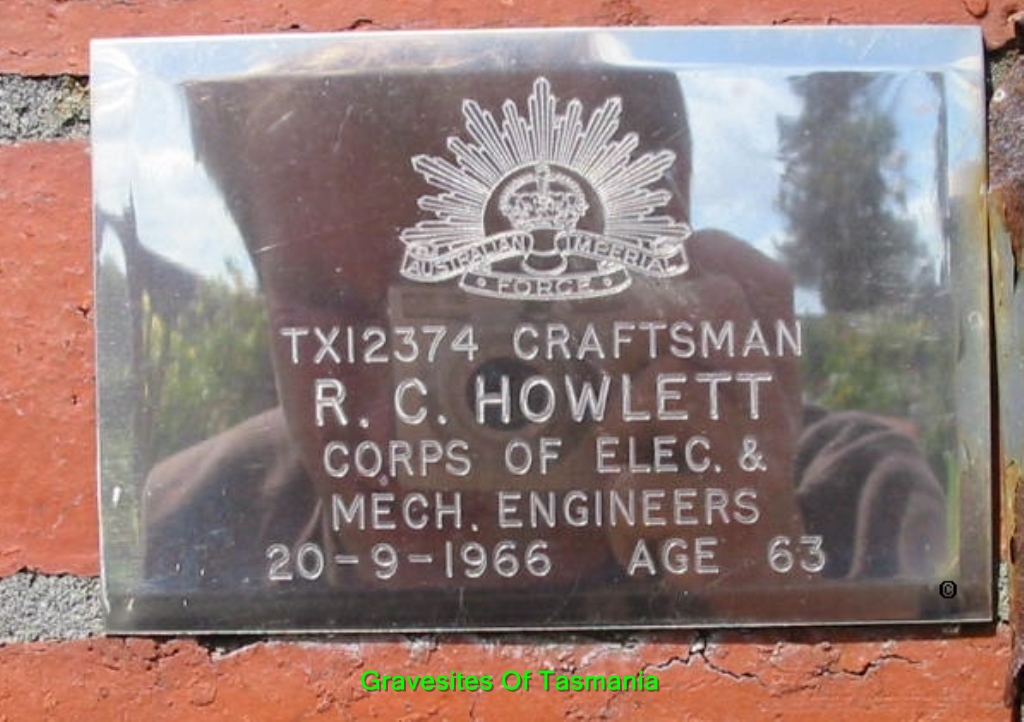 AUSTRALIAN IMPERIAL
• FORCE •
TX12374 CRAFTSMAN
R. C. HOWLETT
CORPS OF ELEC. &
MECH. ENGINEERS
20-9-1966 AGE 63
©
Gravesites Of Tasmania